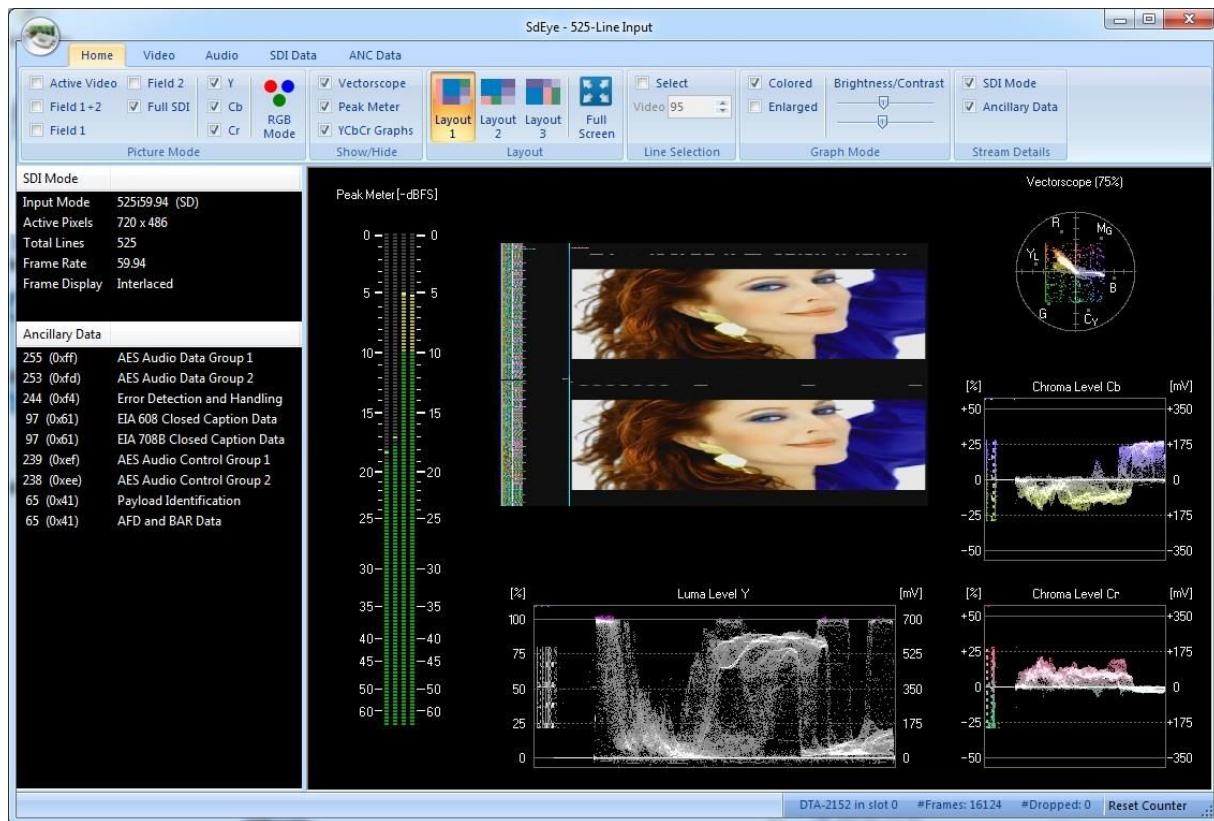 SdEye - 525-Line Input
Home Video Audio SDI Data ANC Data
Active Video Field 2 Y
Field 1+2 Full SDI Cb
Field 1 Cr
RGB Mode
Picture Mode
Vectorscope
Peak Meter
YCbCr Graphs
Show/Hide
Layout 1
Layout 2
Layout 3
Full Screen
Layout
Select
Video 95
Line Selection
Colored Brightness/Contrast
Enlarged
Graph Mode
SDI Mode
Ancillary Data
Stream Details
SDI Mode
Input Mode 525i59.94 (SD)
Active Pixels 720 x 486
Total Lines 525
Frame Rate 59.94
Frame Display Interlaced
Ancillary Data
255 (0xff) AES Audio Data Group 1
253 (0xfd) AES Audio Data Group 2
244 (0xf4) Error Detection and Handling
97 (0x61) EIA 608 Closed Caption Data
97 (0x61) EIA 708B Closed Caption Data
239 (0xef) AES Audio Control Group 1
238 (0xee) AES Audio Control Group 2
65 (0x41) Payload Identification
65 (0x41) AFD and BAR Data
Peak Meter [-dBFS]
0 0
5 5
10 10
15 15
20 20
25 25
30 30
35 35
40 40
45 45
50 50
60 60
Vectorscope (75%)
R MG
YL
B
G CY
[%] Chroma Level Cb [mV]
+50 +350
+25 +175
0 0
-25 +175
-50 -350
[%] Luma Level Y [mV]
100 700
75 525
50 350
25 175
0 0
[%] Chroma Level Cr [mV]
+50 +350
+25 +175
0 0
-25 +175
-50 -350
DTA-2152 in slot 0 #Frames: 16124 #Dropped: 0 Reset Counter